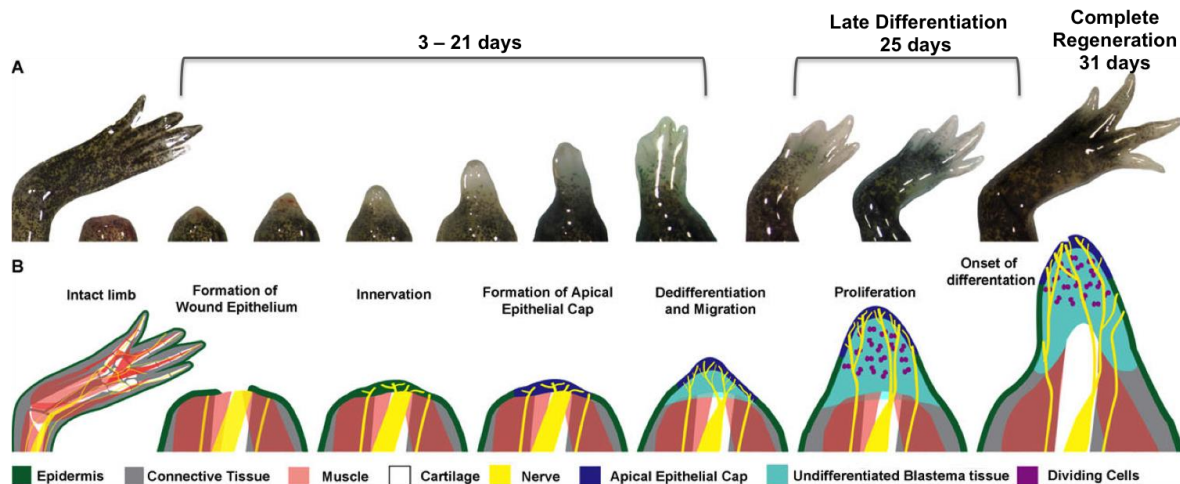 3 – 21 days
Late Differentiation
25 days
Complete
Regeneration
31 days
A
B
Intact limb
Formation of
Wound Epithelium
Innervation
Formation of Apical
Epithelial Cap
Dedifferentiation
and Migration
Proliferation
Onset of
differentation
Epidermis
Connective Tissue
Muscle
Cartilage
Nerve
Apical Epithelial Cap
Undifferentiated Blastema tissue
Dividing Cells